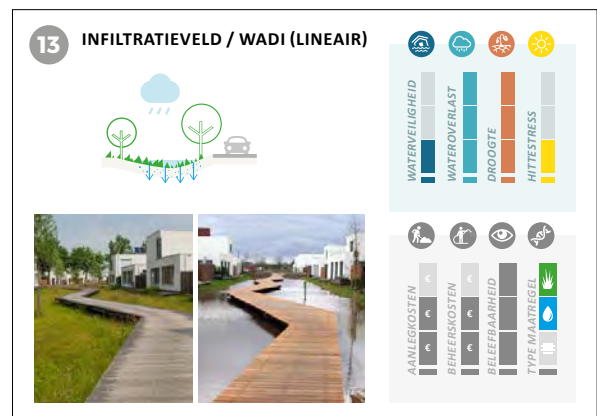 13 INFILTRATIEVELD / WADI (LINEAIR)
WATERVEILIGHEID
WATEROVERLAST
DROOGTE
HITTESTRESS
AANLEGKOSTEN
€
€
€
BEHEERSKOSTEN
€
€
€
BELEEFBAARHEID
TYPE MAATREGEL